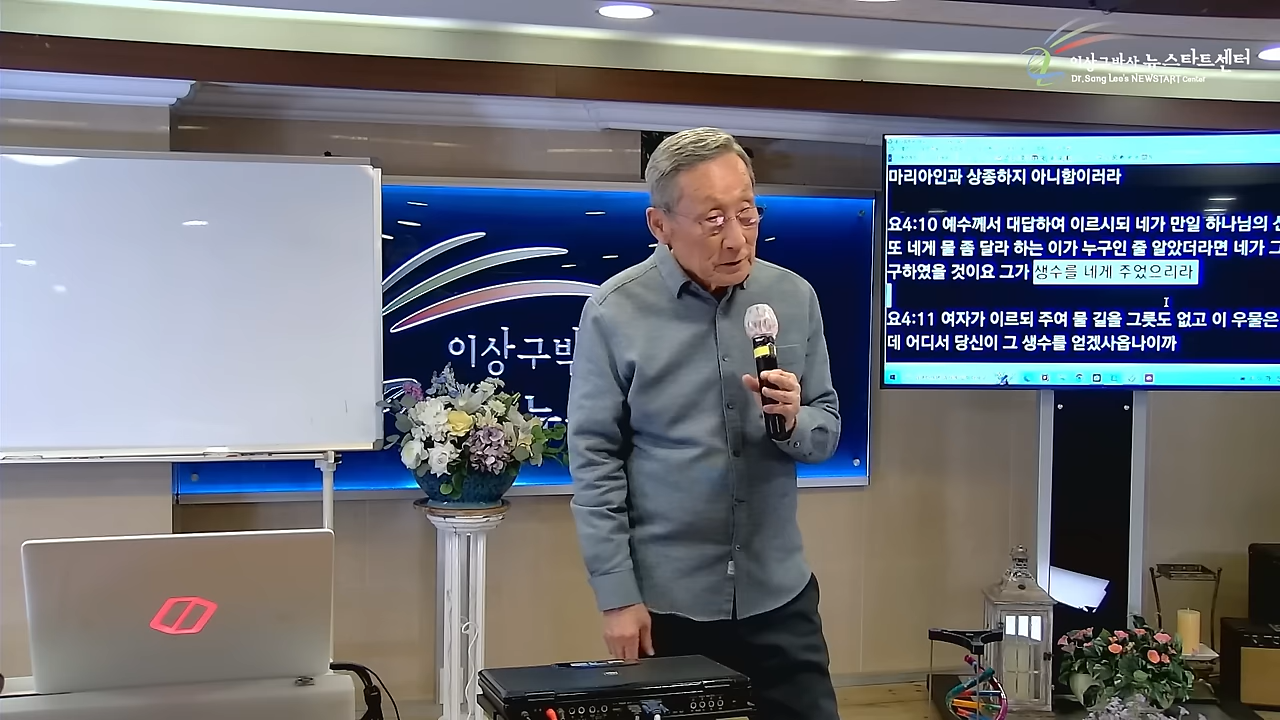 이상구박사 뉴스타트센터
Dr.Sang Lee's NEWSTART Center
마리아인과 상종하지 아니함이러라
요4:10 예수께서 대답하여 이르시되 네가 만일 하나님의
또 네게 물 좀 달라 하는 이가 누구인 줄 알았더라면 네가 그
구하였을 것이요 그가 생수를 네게 주었으리라
요4:11 여자가 이르되 주여 물 길을 그릇도 없고 이 우물은
데 어디서 당신이 그 생수를 얻겠사옵나이까
이상구